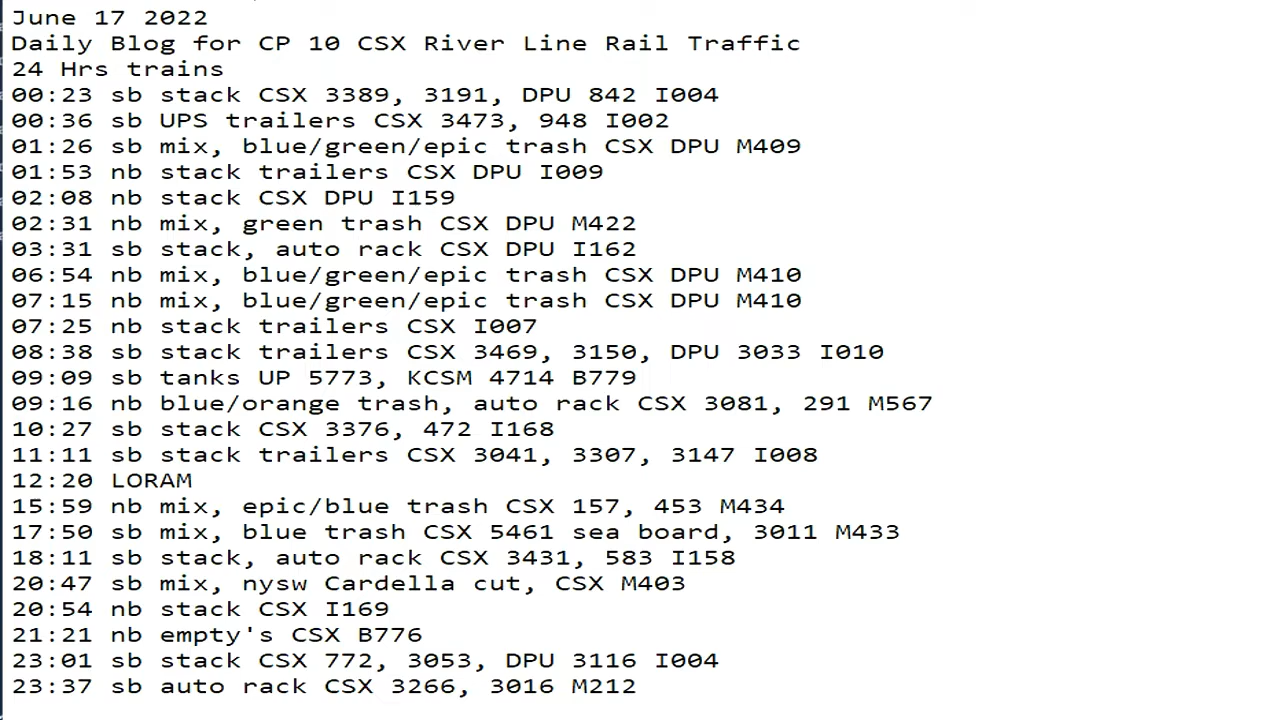 June 17 2022
Daily Blog for CP 10 CSX River Line Rail Traffic
24 Hrs trains
00:23 sb stack CSX 3389, 3191, DPU 842 I004
00:36 sb UPS trailers CSX 3473, 948 I002
01:26 sb mix, blue/green/epic trash CSX DPU M409
01:53 nb stack trailers CSX DPU I009
02:08 nb stack CSX DPU I159
02:31 nb mix, green trash CSX DPU M422
03:31 sb stack, auto rack CSX DPU I162
06:54 nb mix, blue/green/epic trash CSX DPU M410
07:15 nb mix, blue/green/epic trash CSX DPU M410
07:25 nb stack trailers CSX I007
08:38 sb stack trailers CSX 3469, 3150, DPU 3033 I010
09:09 sb tanks UP 5773, KCSM 4714 B779
09:16 nb blue/orange trash, auto rack CSX 3081, 291 M567
10:27 sb stack CSX 3376, 472 I168
11:11 sb stack trailers CSX 3041, 3307, 3147 I008
12:20 LORAM
15:59 nb mix, epic/blue trash CSX 157, 453 M434
17:50 sb mix, blue trash CSX 5461 sea board, 3011 M433
18:11 sb stack, auto rack CSX 3431, 583 I158
20:47 sb mix, nysw Cardella cut, CSX M403
20:54 nb stack CSX I169
21:21 nb empty's CSX B776
23:01 sb stack CSX 772, 3053, DPU 3116 I004
23:37 sb auto rack CSX 3266, 3016 M212